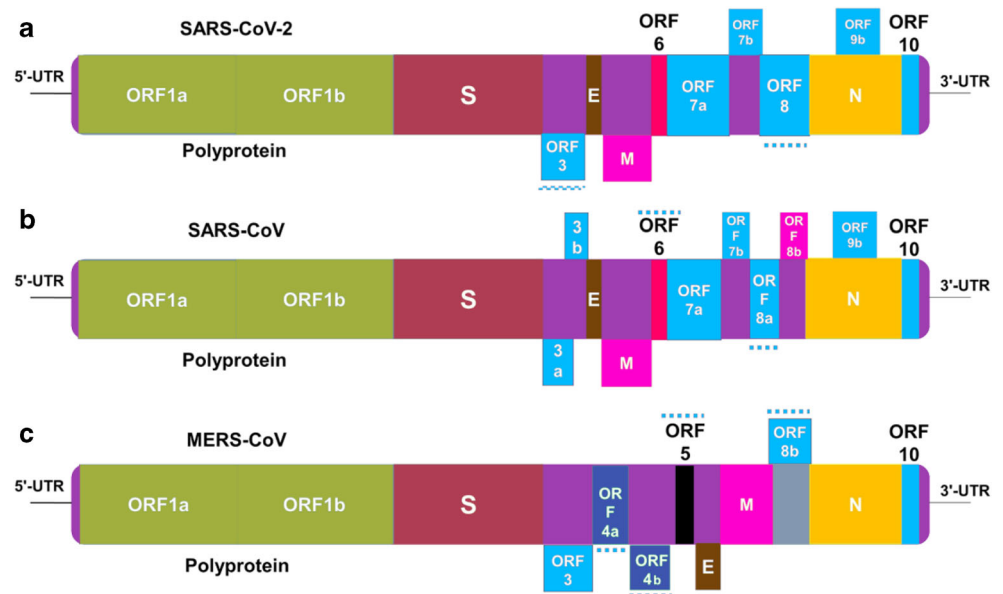 a
SARS-CoV-2
ORF
6
ORF
7b
ORF
9b
ORF
10
5'-UTR
ORF1a
ORF1b
S
E
ORF
7a
ORF
8
N
3'-UTR
Polyprotein
ORF
3
M
b
SARS-CoV
3
b
ORF
6
OR
F
7b
OR
F
8b
ORF
9b
ORF
10
5'-UTR
ORF1a
ORF1b
S
E
ORF
7a
OR
F
8a
N
3'-UTR
Polyprotein
3
a
M
c
MERS-CoV
ORF
5
ORF
8b
ORF
10
5'-UTR
ORF1a
ORF1b
S
OR
F
4a
M
N
3'-UTR
Polyprotein
ORF
3
ORF
4b
E